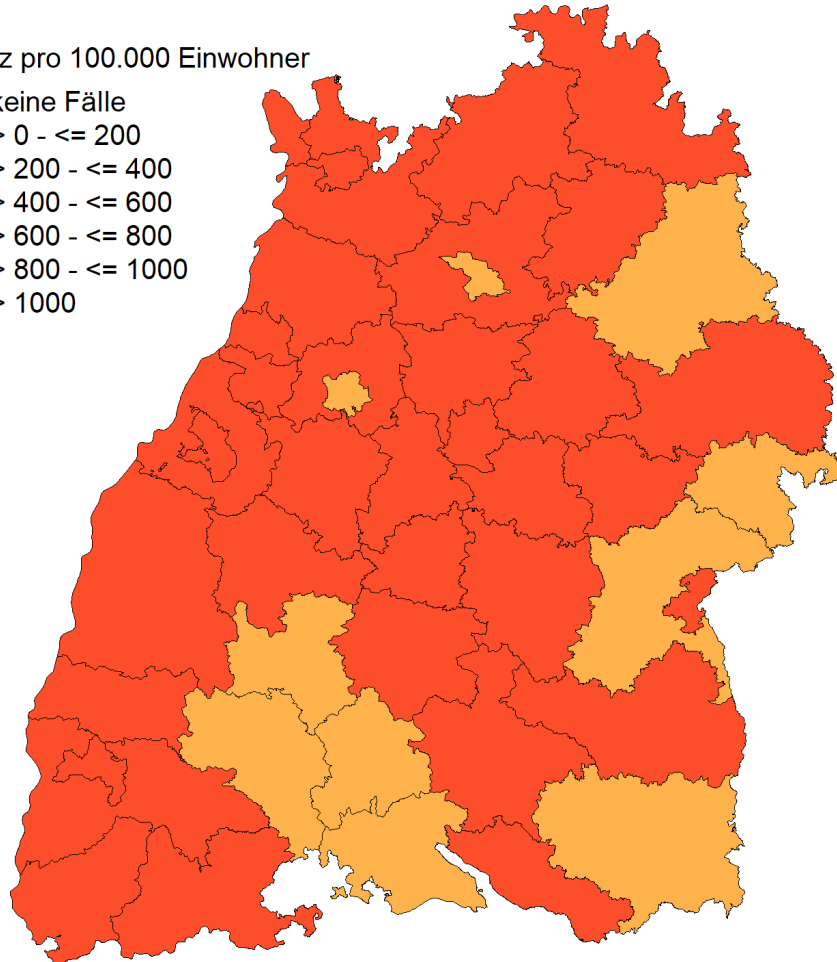 z pro 100.000 Einwohner
keine Fälle
> 0 - <= 200
> 200 - <= 400
> 400 - <= 600
> 600 - <= 800
> 800 - <= 1000
> 1000